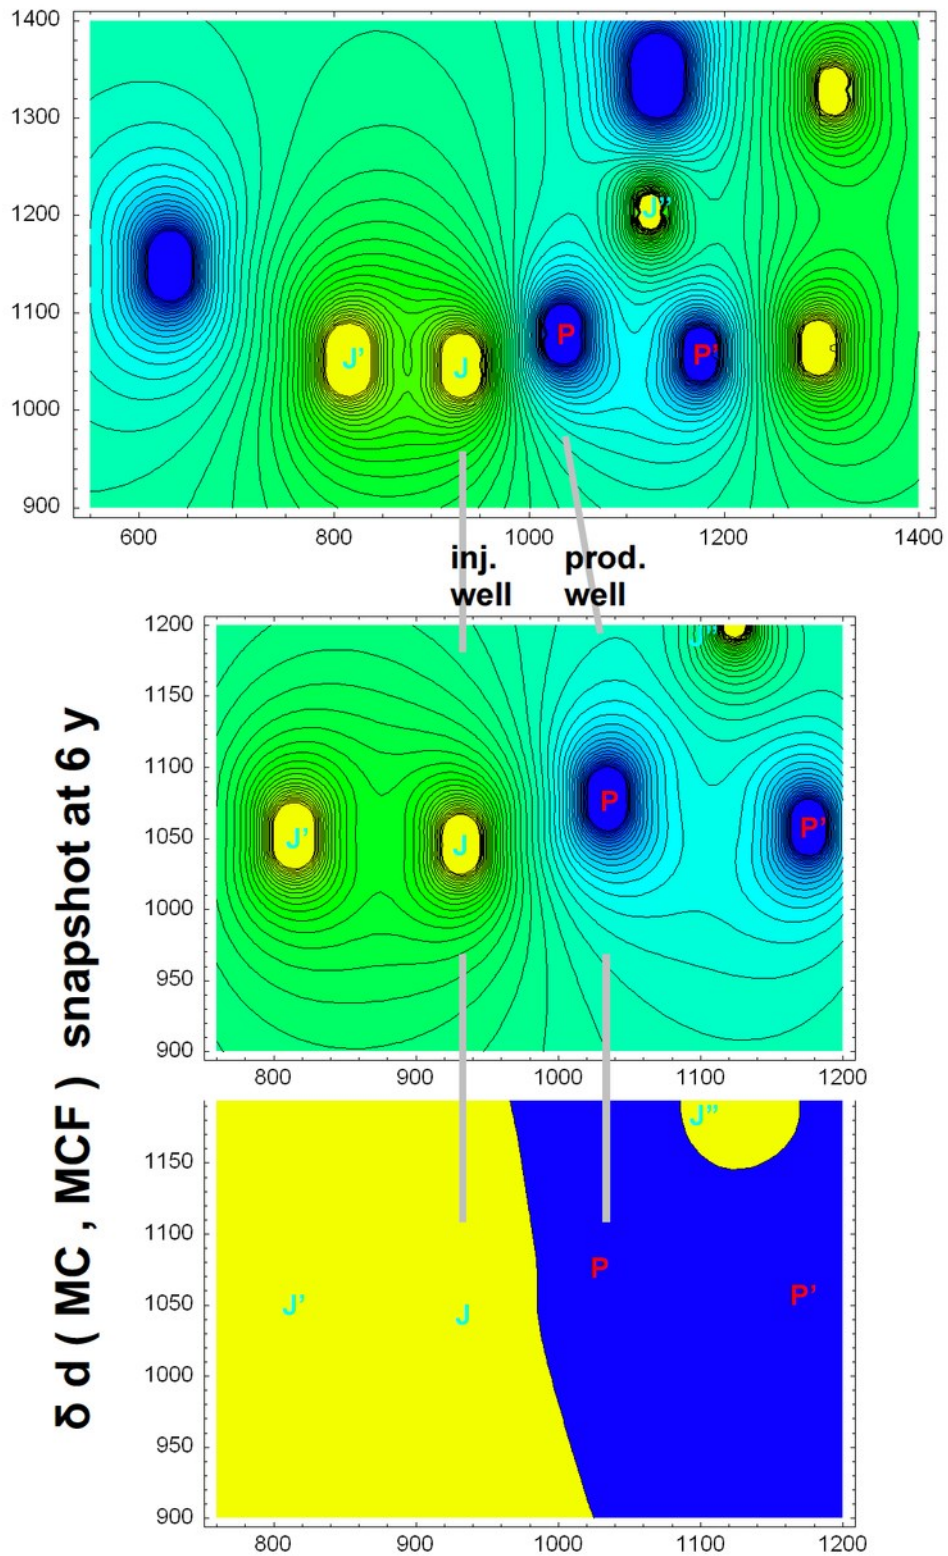 1400
1300
1200
1100
1000
900
J"
P
P'
J'
J
600 800 1000 1200 1400
inj. prod.
well well
1200
1150
1100
1050
1000
950
900
J"
P
P'
J'
J
800 900 1000 1100 1200
δ d ( MC , MCF ) snapshot at 6 y
1150
1100
1050
1000
950
900
J"
P
P'
J'
J
800 900 1000 1100 1200